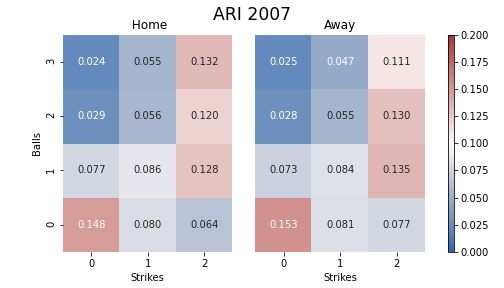 ARI 2007
Home Away
3 0.024 0.055 0.132 0.025 0.047 0.111
2 0.029 0.056 0.120 0.028 0.055 0.130
1 0.077 0.086 0.128 0.073 0.084 0.135
0 0.148 0.080 0.064 0.153 0.081 0.077
Balls
0 1 2 0 1 2
Strikes Strikes
0.200
0.175
0.150
0.125
0.100
0.075
0.050
0.025
0.000